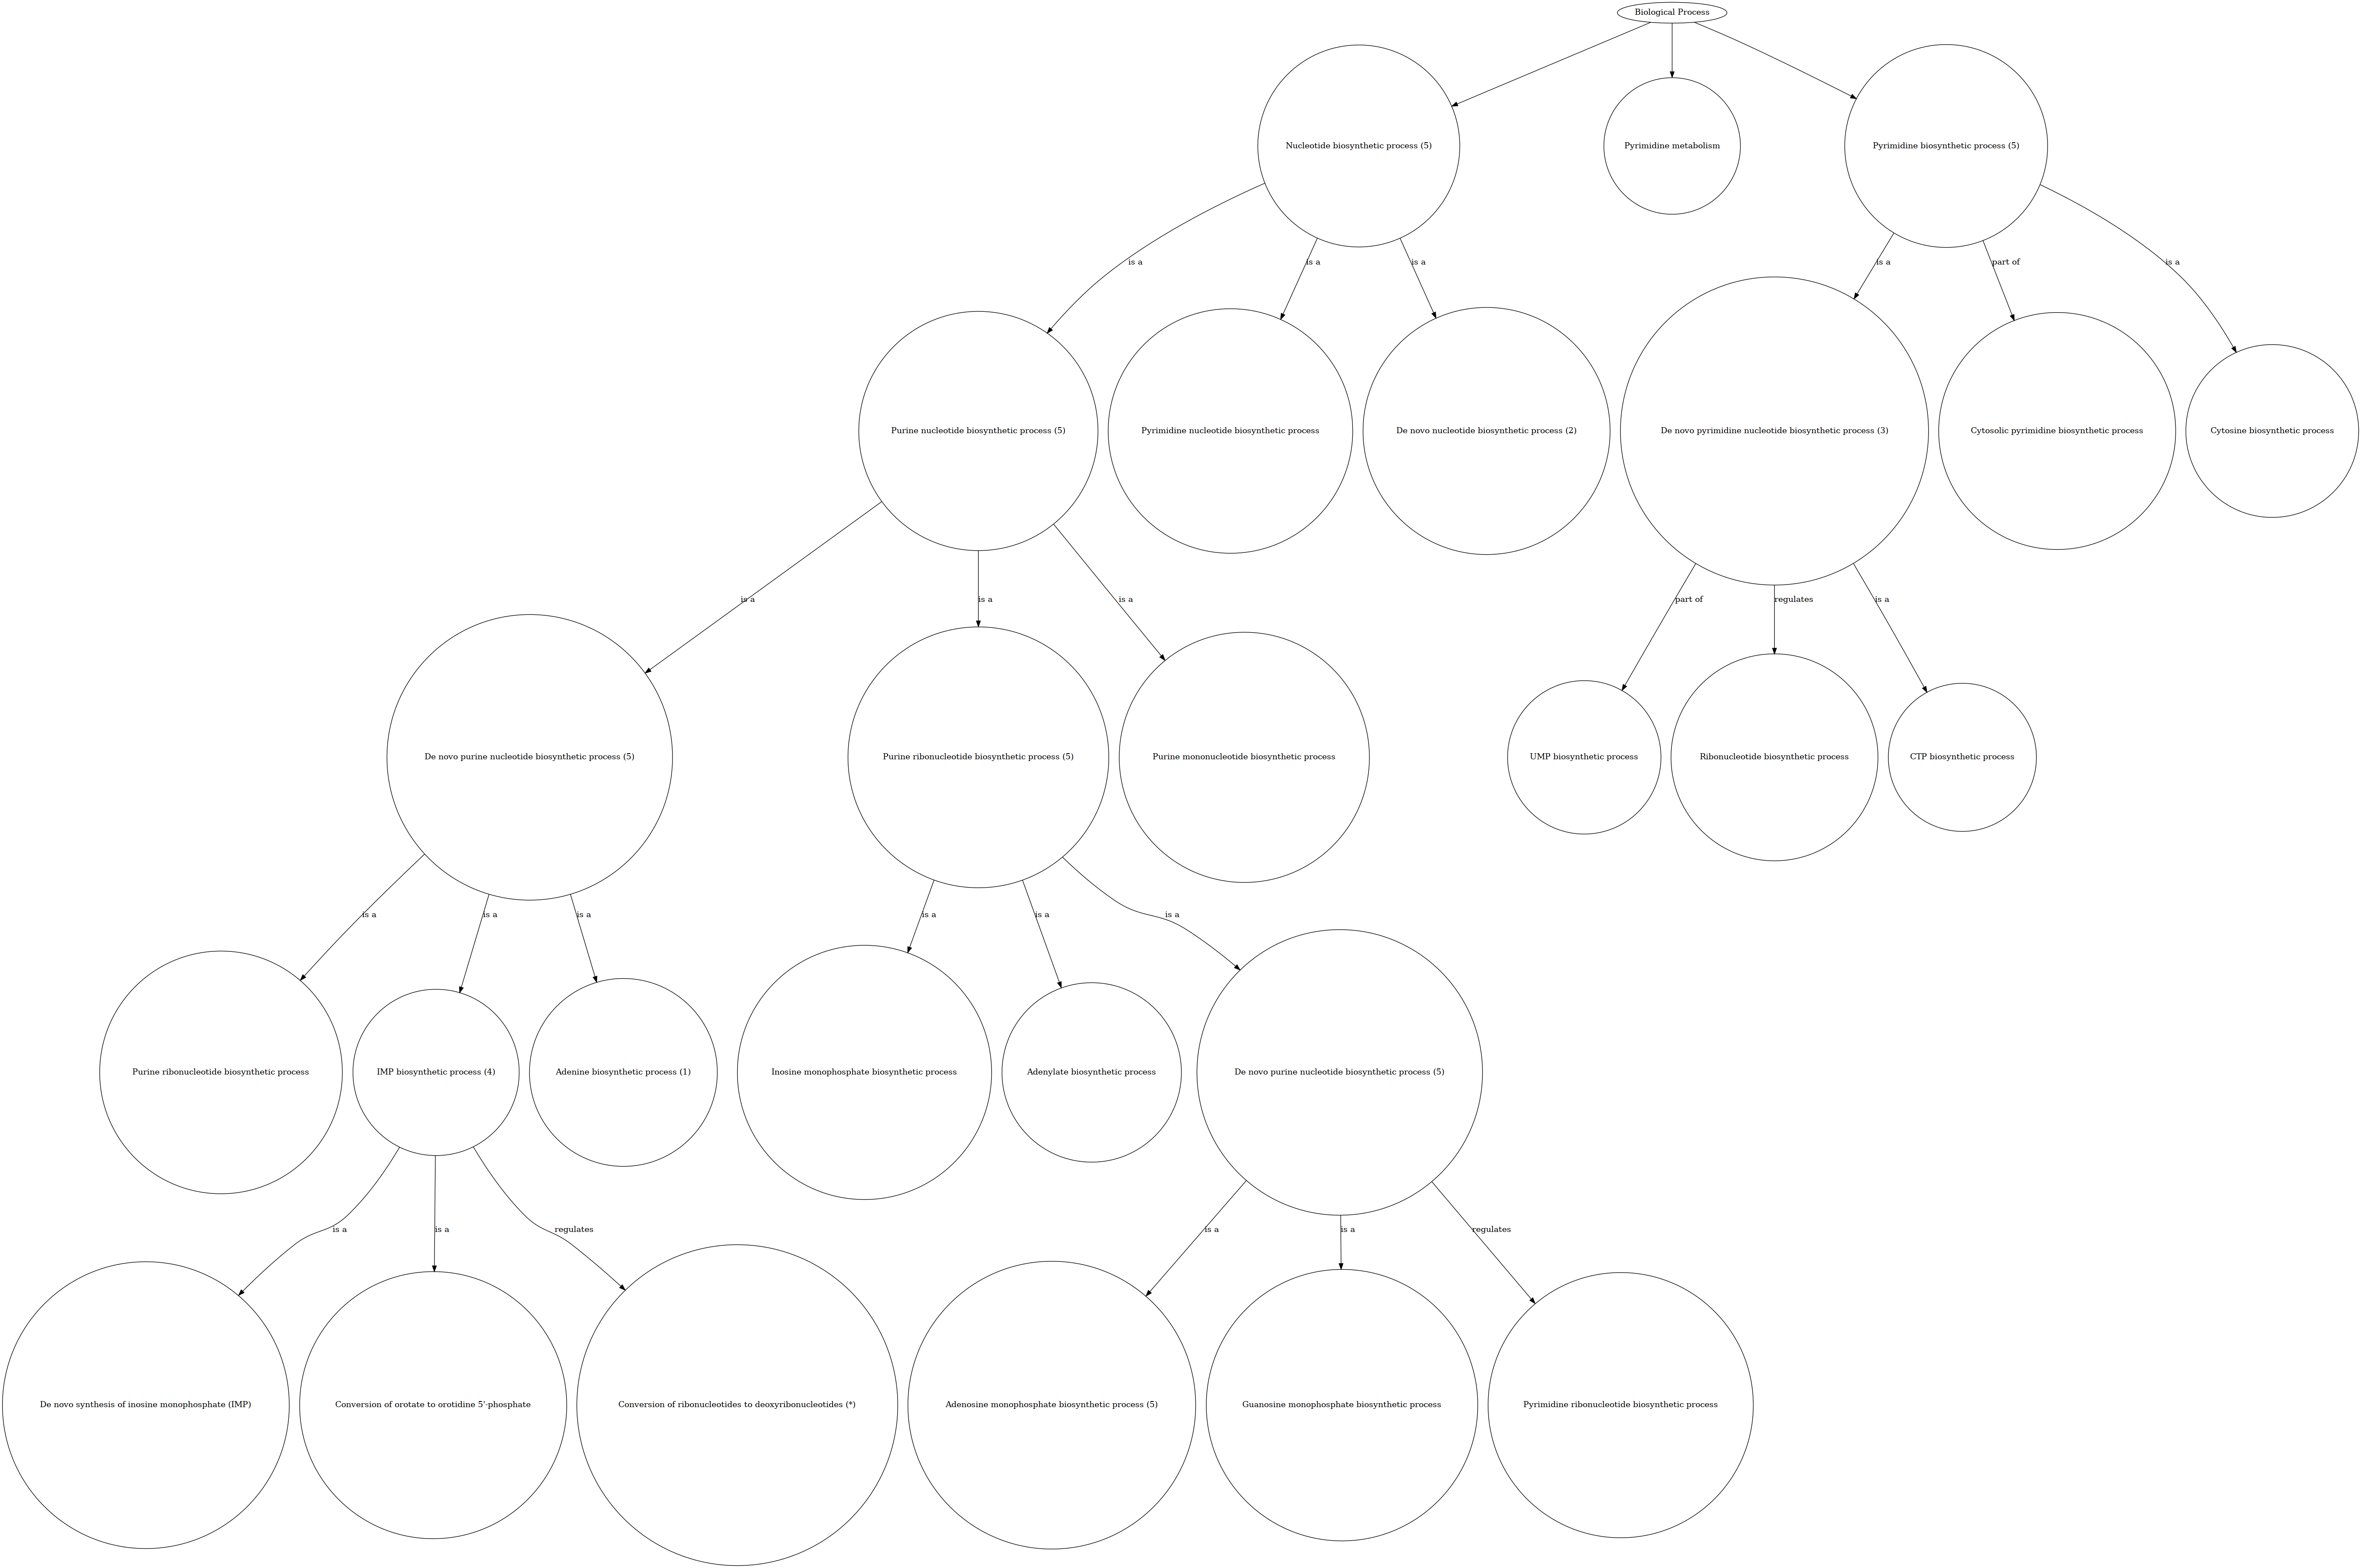 Biological Process
Nucleotide biosynthetic process (5)
Pyrimidine metabolism
Pyrimidine biosynthetic process (5)
is a
is a
is a
is a
part of
is a
Purine nucleotide biosynthetic process (5)
Pyrimidine nucleotide biosynthetic process
De novo nucleotide biosynthetic process (2)
De novo pyrimidine nucleotide biosynthetic process (3)
Cytosolic pyrimidine biosynthetic process
Cytosine biosynthetic process
is a
is a
is a
part of
regulates
is a
De novo purine nucleotide biosynthetic process (5)
Purine ribonucleotide biosynthetic process (5)
Purine mononucleotide biosynthetic process
UMP biosynthetic process
Ribonucleotide biosynthetic process
CTP biosynthetic process
is a
is a
is a
is a
is a
is a
Purine ribonucleotide biosynthetic process
IMP biosynthetic process (4)
Adenine biosynthetic process (1)
Inosine monophosphate biosynthetic process
Adenylate biosynthetic process
De novo purine nucleotide biosynthetic process (5)
is a
is a
regulates
is a
is a
regulates
De novo synthesis of inosine monophosphate (IMP)
Conversion of orotate to orotidine 5'-phosphate
Conversion of ribonucleotides to deoxyribonucleotides (*)
Adenosine monophosphate biosynthetic process (5)
Guanosine monophosphate biosynthetic process
Pyrimidine ribonucleotide biosynthetic process